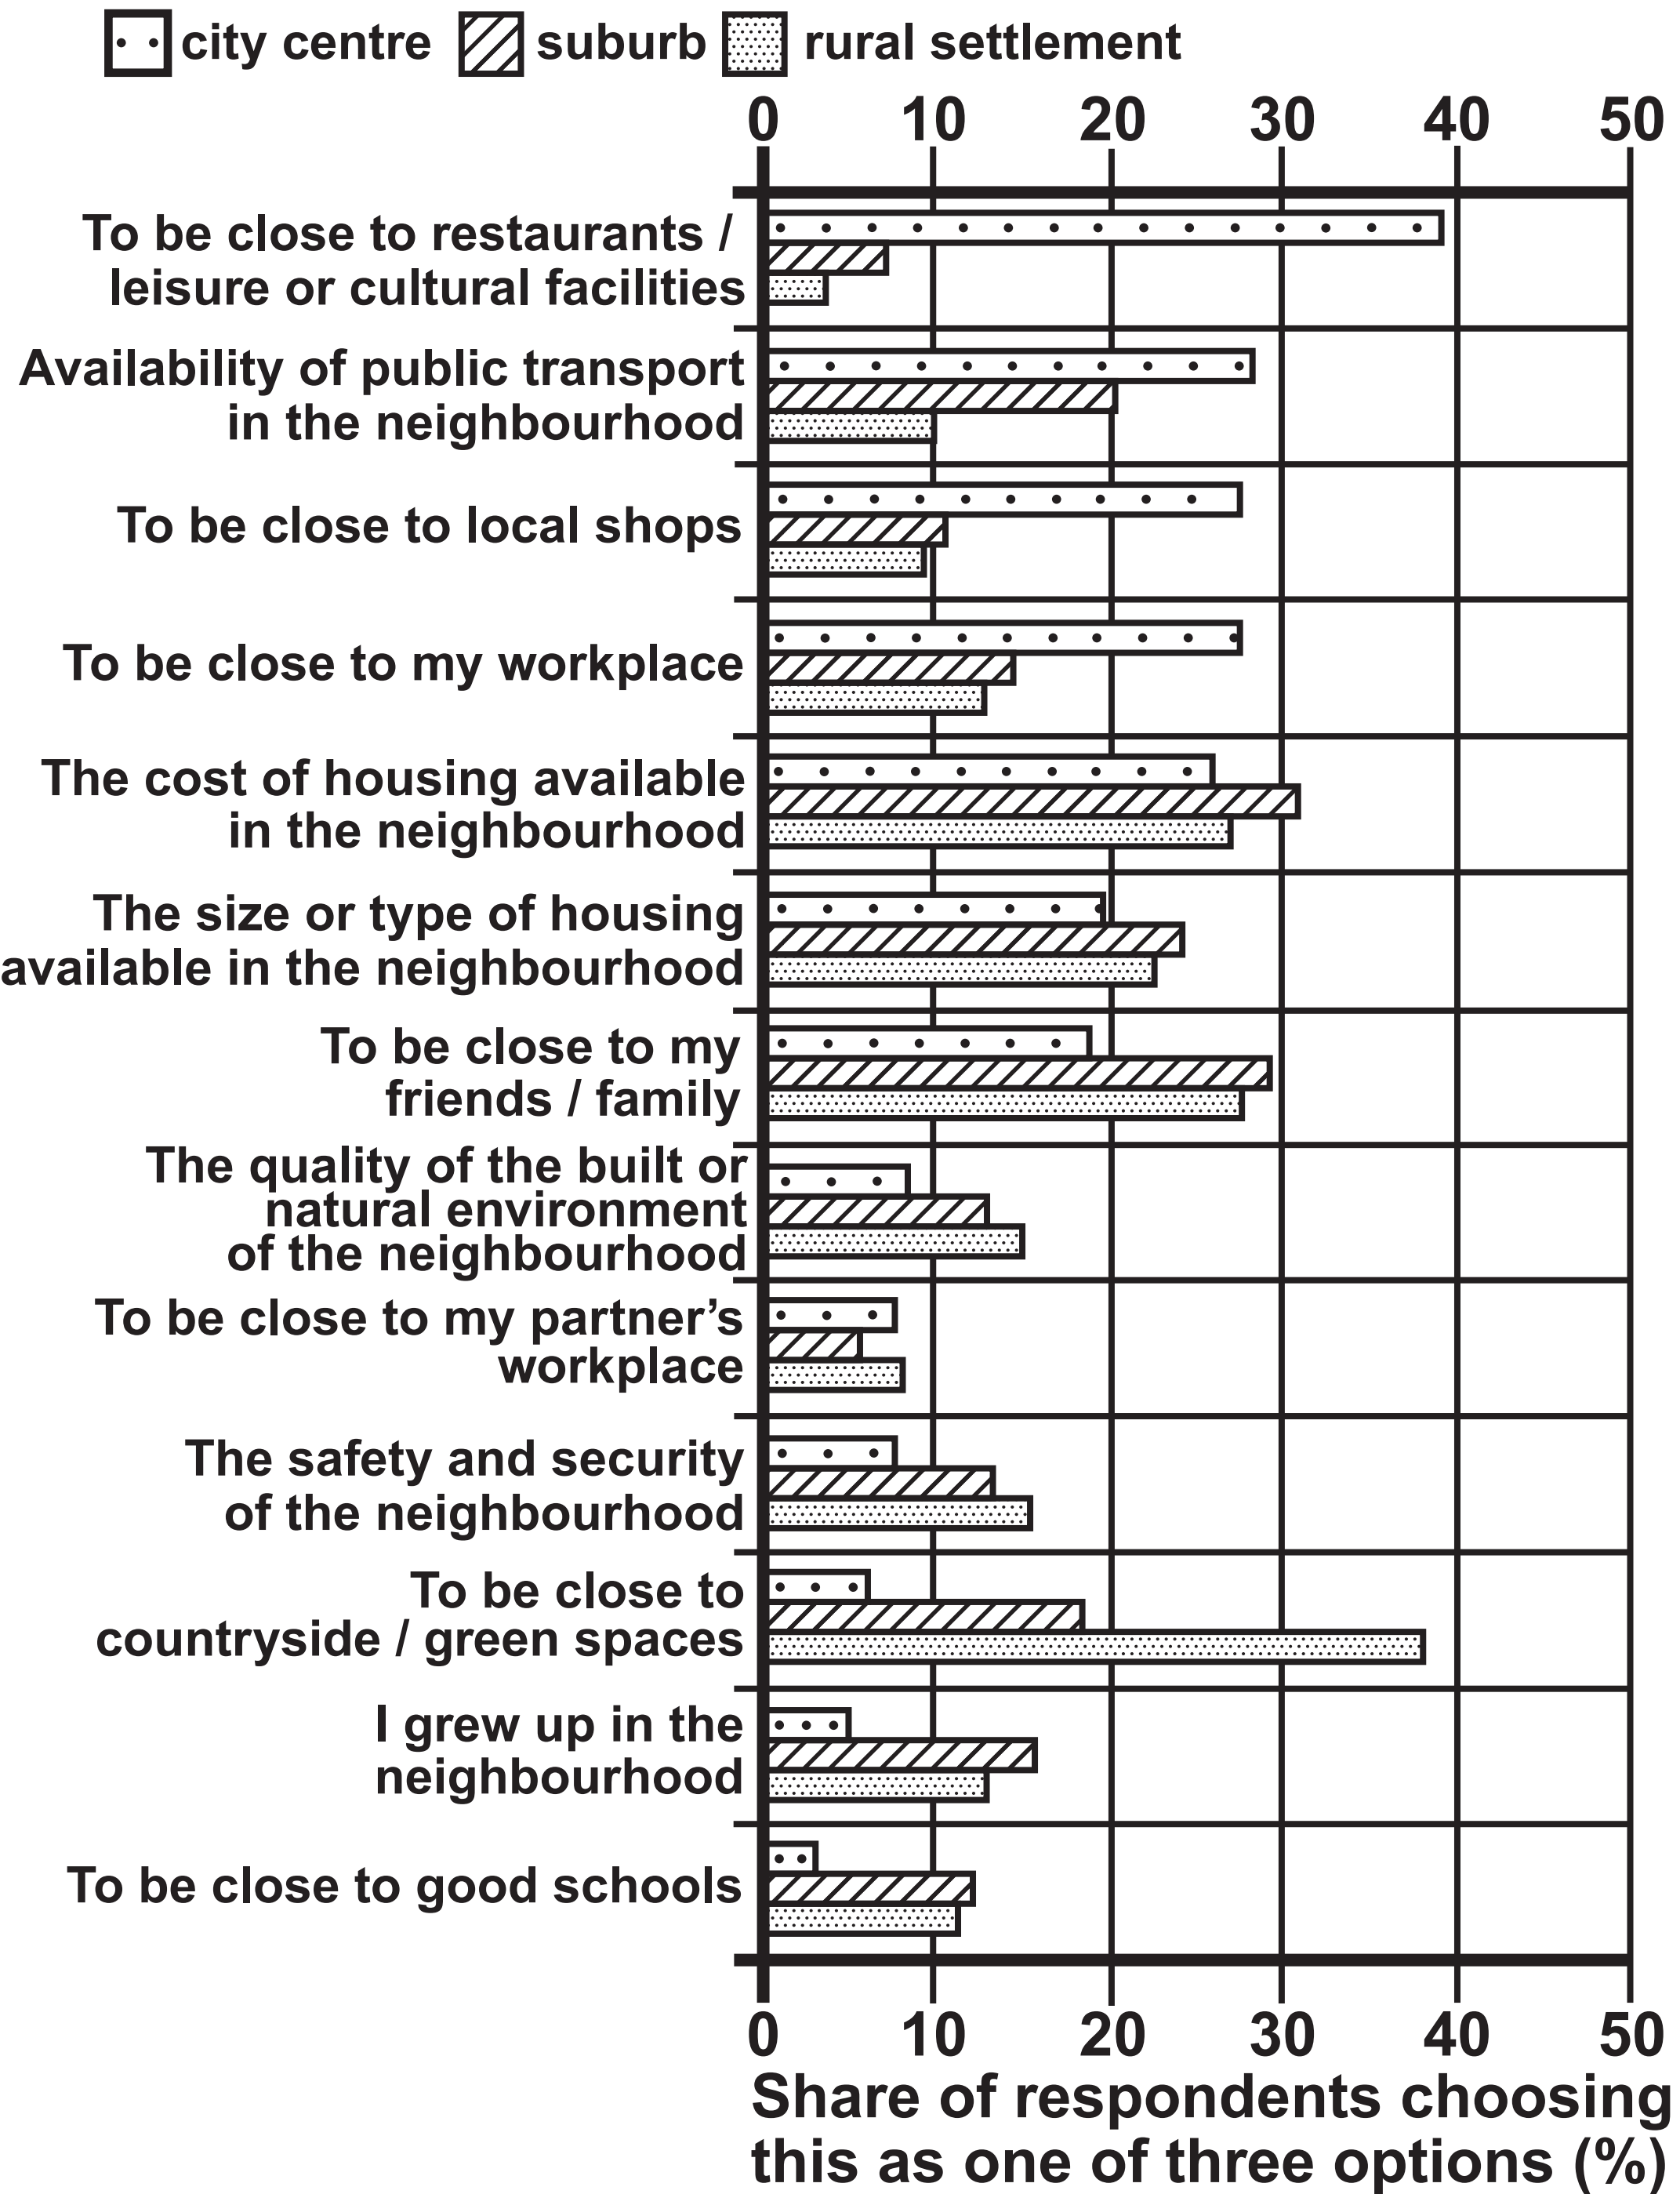 city centre suburb rural settlement
0 10 20 30 40 50
To be close to restaurants /
leisure or cultural facilities
Availability of public transport
in the neighbourhood
To be close to local shops
To be close to my workplace
The cost of housing available
in the neighbourhood
The size or type of housing
available in the neighbourhood
To be close to my
friends / family
The quality of the built or
natural environment
of the neighbourhood
To be close to my partner’s
workplace
The safety and security
of the neighbourhood
To be close to
countryside / green spaces
I grew up in the
neighbourhood
To be close to good schools
0 10 20 30 40 50
Share of respondents choosing
this as one of three options (%)